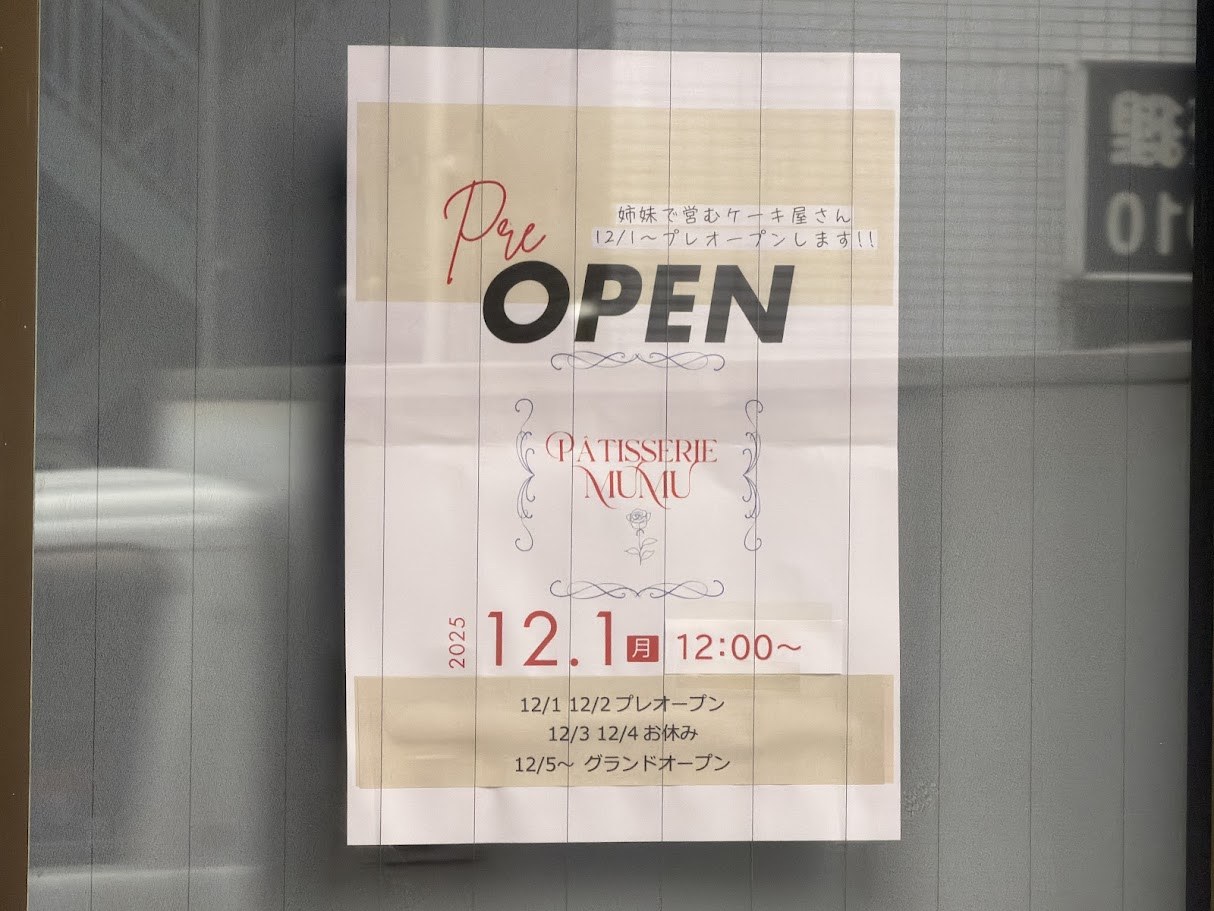 Pre
姉妹で営むケーキ屋さん
12/1~プレオープンします!!
OPEN
PÂTISSERIE
MUMU
2025
12.1 月 12:00~
12/1 12/2 プレオープン
12/3 12/4 お休み
12/5~ グランドオープン